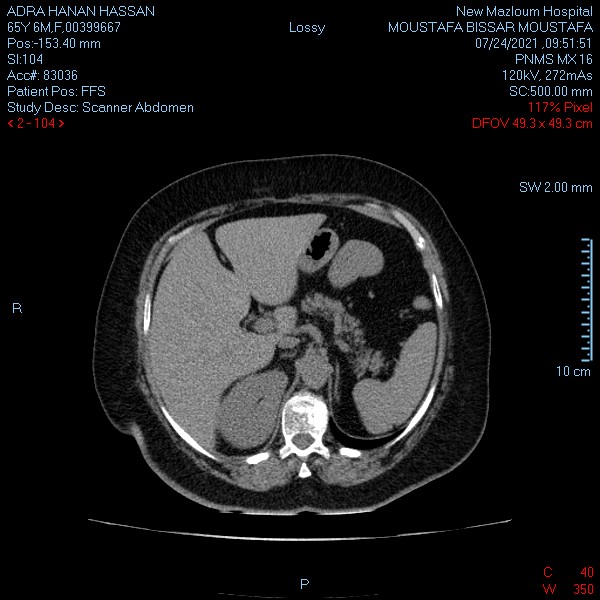 ADRA HANAN HASSAN
65Y 6M,F,00399667
Pos:-153.40 mm
SI:104
Acc#: 83036
Patient Pos: FFS
Study Desc: Scanner Abdomen
< 2 - 104 >
Lossy
New Mazloum Hospital
MOUSTAFA BISSAR MOUSTAFA
07/24/2021 ,09:51:51
PNMS MX 16
120kV, 272mAs
SC:500.00 mm
117% Pixel
DFOV 49.3 x 49.3 cm
SW 2.00 mm
R
10 cm
P
C 40
W 350